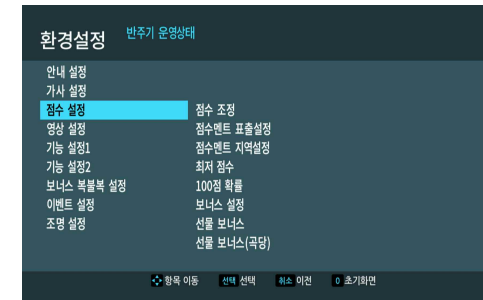 환경설정 반주기 운영상태
안내 설정
가사 설정
점수 설정 점수 조정
영상 설정 점수멘트 표출설정
기능 설정1 점수멘트 지역설정
기능 설정2 최저 점수
보너스 복불복 설정 100점 확률
이벤트 설정 보너스 설정
조명 설정 선물 보너스
선물 보너스(곡당)
항목 이동 선택 선택 취소 이전 0 초기화면